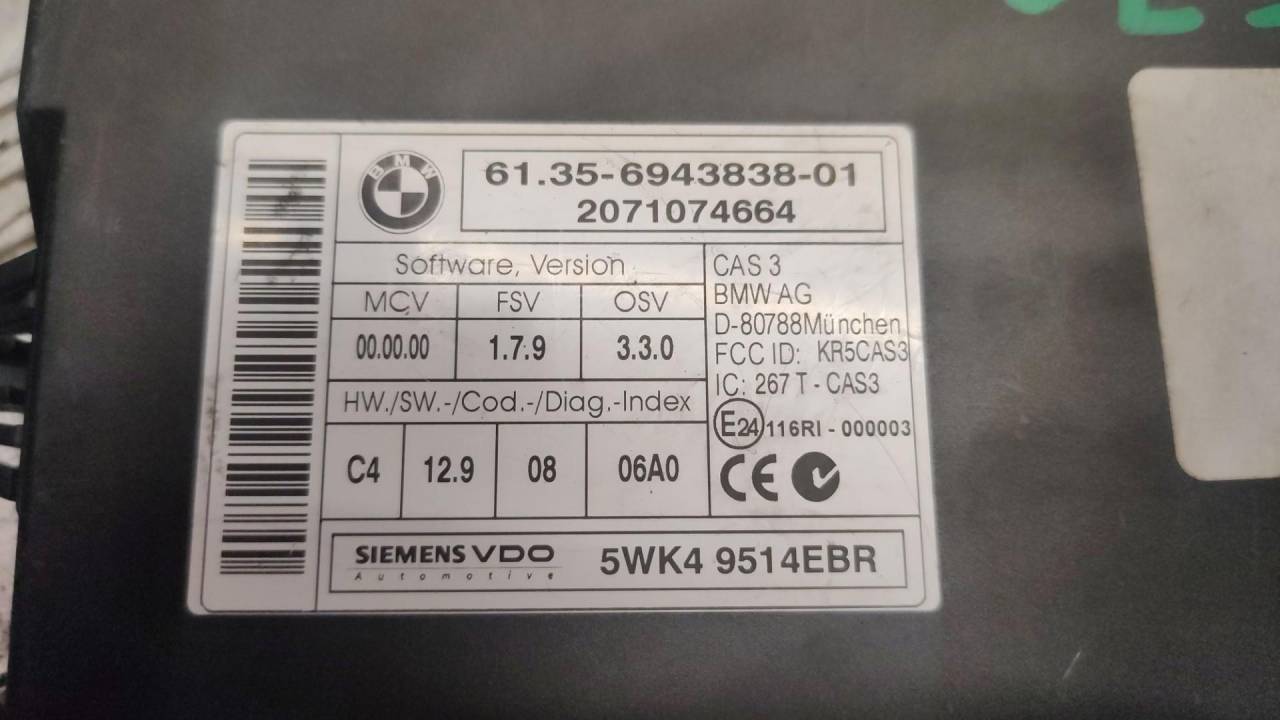 BMW
61.35-6943838-01
2071074664
Software, Version
MCV FSV OSV
00.00.00 1.7.9 3.3.0
HW./SW.-/Cod.-/Diag.-Index
C4 12.9 08 06A0
CAS 3
BMW AG
D-80788München
FCC ID: KR5CAS3
IC: 267 T - CAS3
E24 116RI - 000003
CE
SIEMENS VDO
Automotive
5WK4 9514EBR